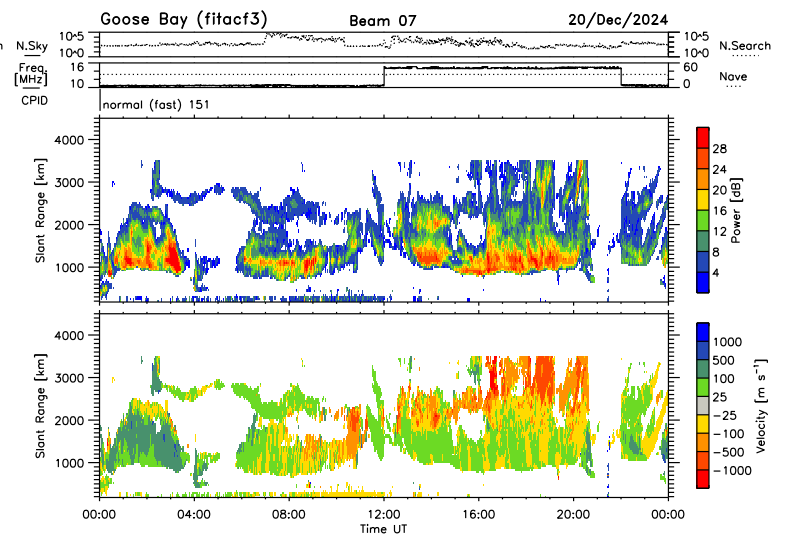 Goose Bay (fitacf3) Beam 07 20/Dec/2024
n N.Sky 10^5 10^5 N.Search
10^0 10^0
Freq. 16 60 Nave
[MHz] 10 0
CPID normal (fast) 151
4000
3000
2000
1000
Slant Range [km]
28
24
20
16
12
8
4
Power [dB]
4000
3000
2000
1000
Slant Range [km]
1000
500
100
25
-25
-100
-500
-1000
Velocity [m s⁻¹]
00:00 04:00 08:00 12:00 16:00 20:00 00:00
Time UT